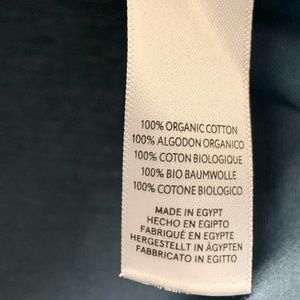 100% ORGANIC COTTON
100% ALGODON ORGANICO
100% COTON BIOLOGIQUE
100% BIO BAUMWOLLE
100% COTONE BIOLOGICO
MADE IN EGYPT
HECHO EN EGIPTO
FABRIQUÉ EN EGYPTE
HERGESTELLT IN ÄGYPTEN
FABBRICATO IN EGITTO